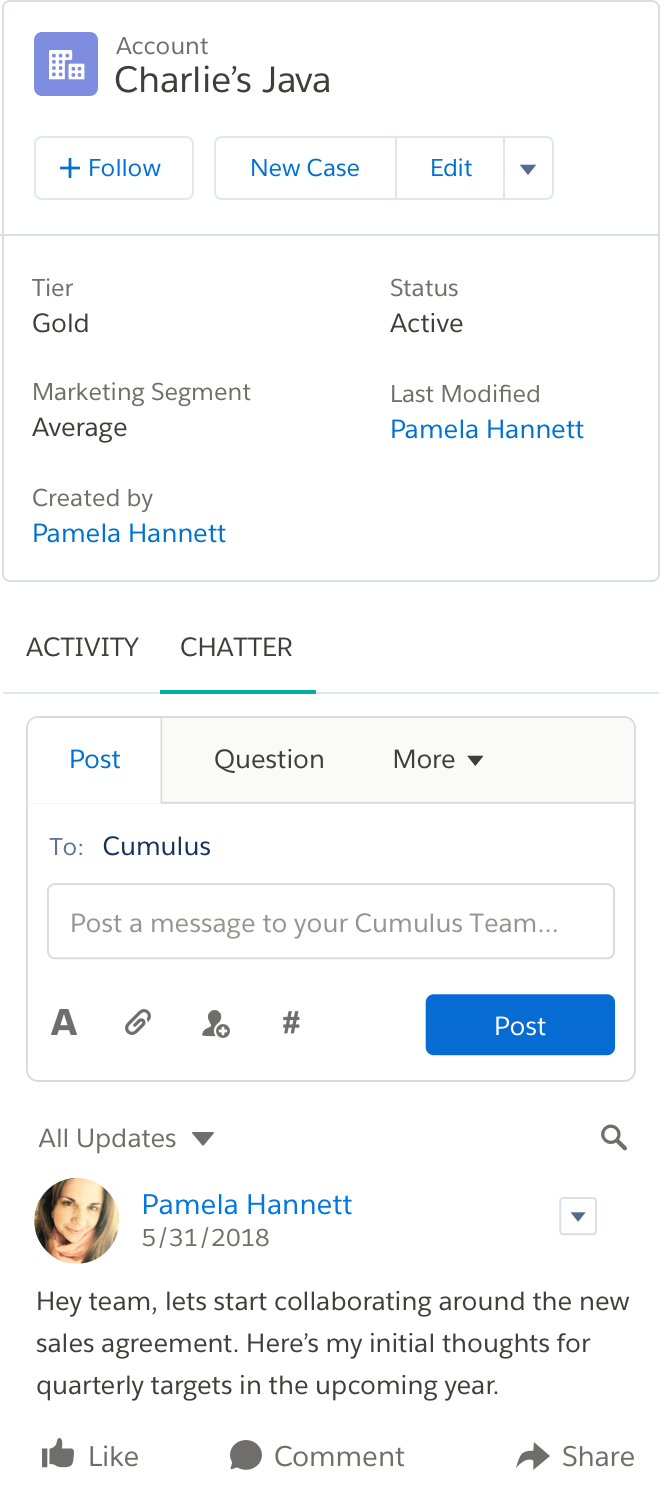 Account
Charlie’s Java
+ Follow
New Case
Edit
Tier
Gold
Status
Active
Marketing Segment
Average
Last Modified
Pamela Hannett
Created by
Pamela Hannett
ACTIVITY
CHATTER
Post
Question
More
To: Cumulus
Post a message to your Cumulus Team...
A
#
Post
All Updates
Pamela Hannett
5/31/2018
Hey team, lets start collaborating around the new
sales agreement. Here’s my initial thoughts for
quarterly targets in the upcoming year.
Like
Comment
Share